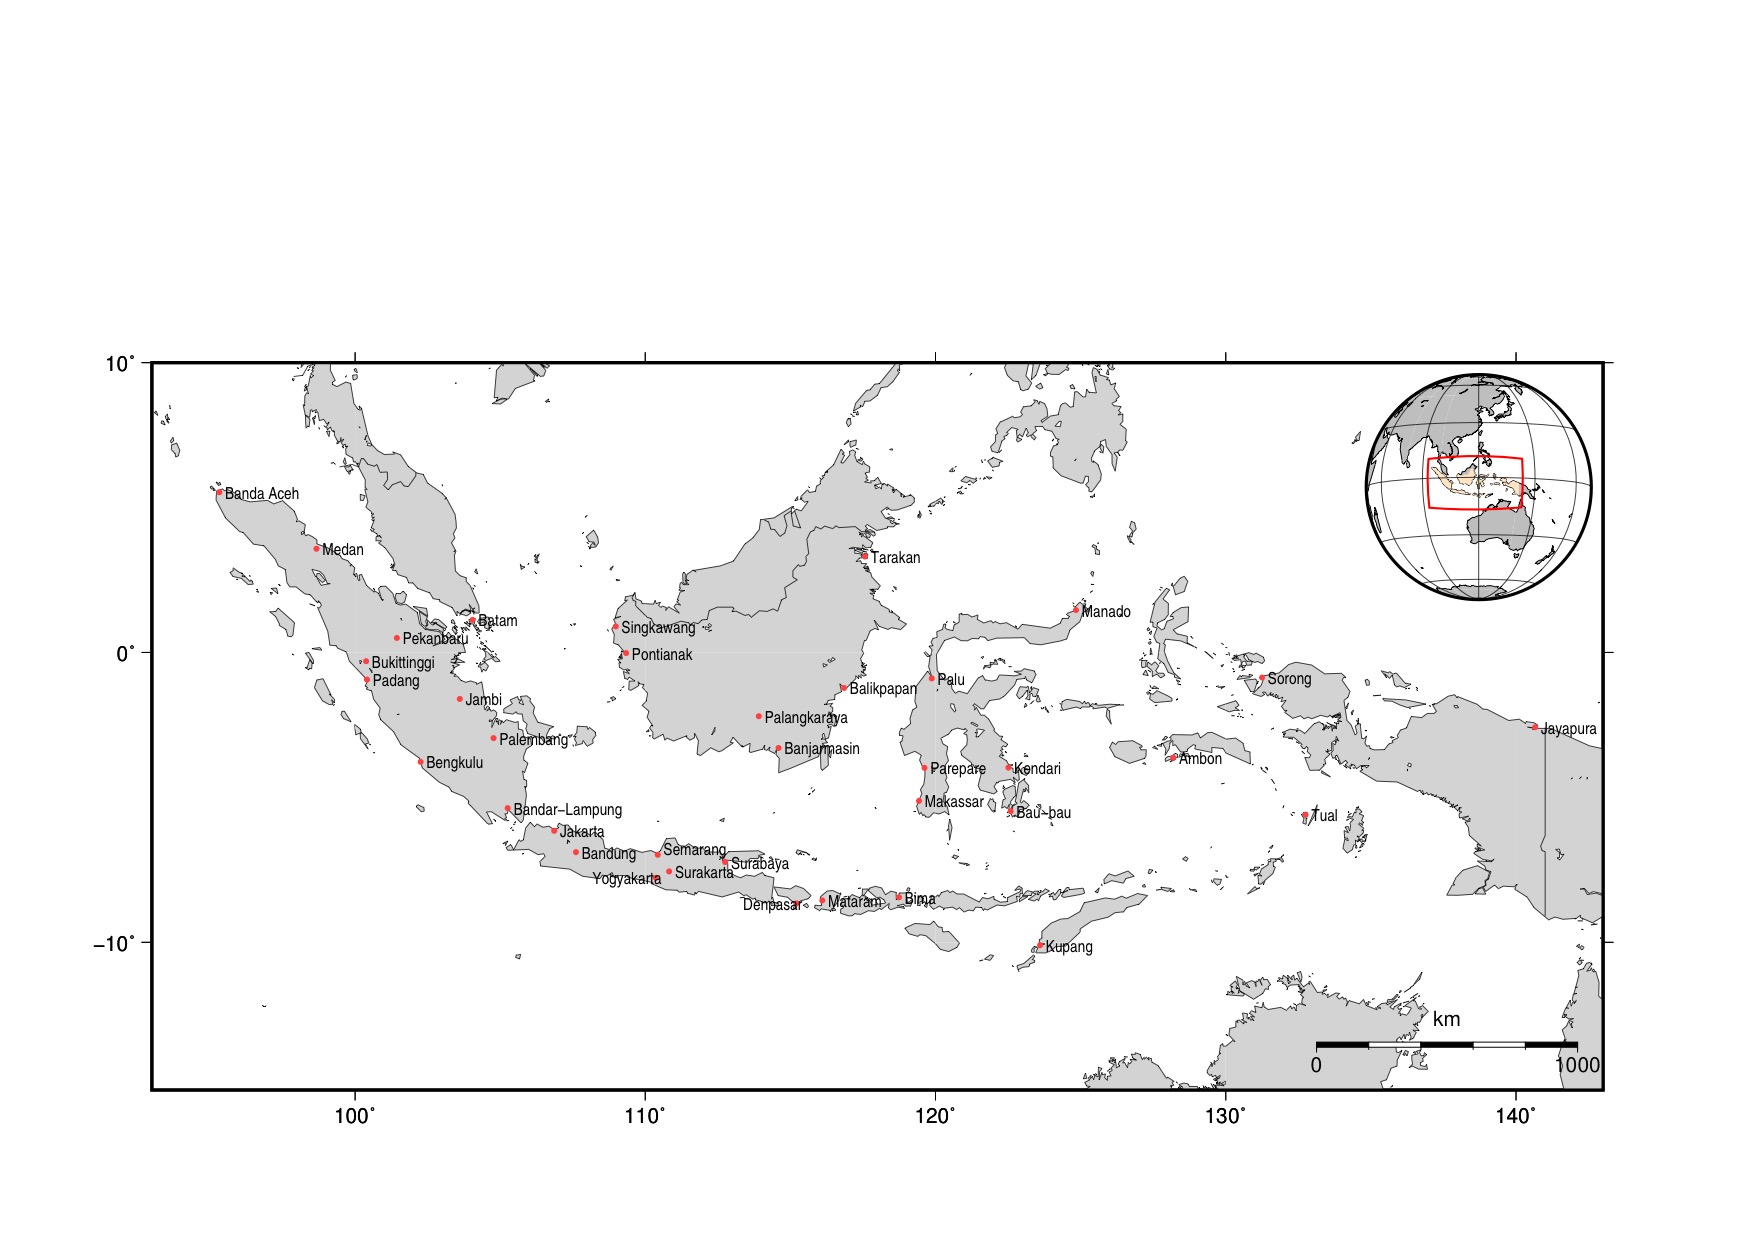 10°
Banda Aceh
Medan
Tarakan
Manado
Batam
Singkawang
Pekanbaru
0°
Pontianak
Bukittinggi
Padang
Palu
Sorong
Balikpapan
Jambi
Palangkaraya
Jayapura
Palembang
Banjarmasin
Ambon
Bengkulu
Parepare
Kendari
Makassar
Bandar–Lampung
Bau–bau
Tual
Jakarta
Semarang
Bandung
Surabaya
Surakarta
Yogyakarta
Bima
Mataram
Denpasar
−10°
Kupang
km
0 1000
100° 110° 120° 130° 140°